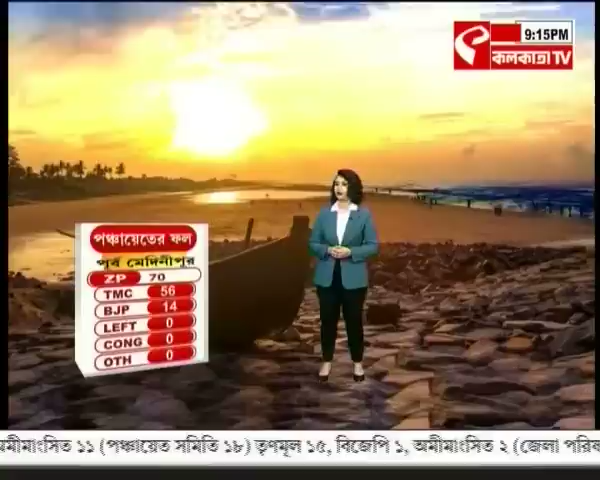 9:15PM
কলকাতা TV
পঞ্চায়েতের ফল
পূর্ব মেদিনীপুর
ZP 70
TMC 56
BJP 14
LEFT 0
CONG 0
OTH 0
অমীমাংসিত ১১ (পঞ্চায়েত সমিতি ১৮) তৃণমূল ১৫, বিজেপি ১, অমীমাংসিত ২ (জেলা পরিষ